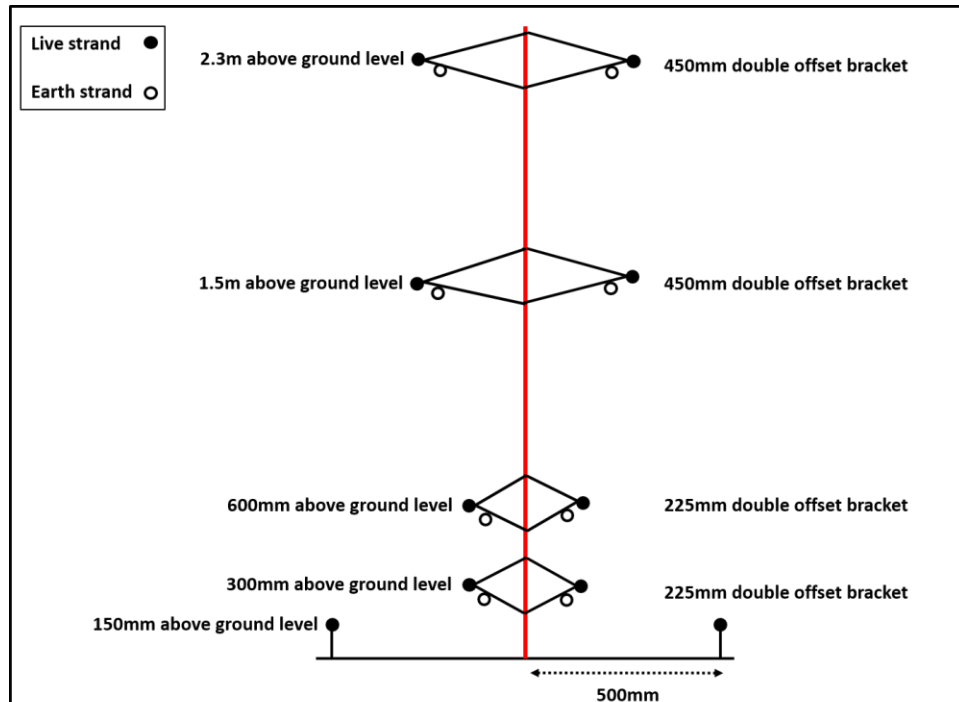 Live strand
Earth strand
2.3m above ground level
450mm double offset bracket
1.5m above ground level
450mm double offset bracket
600mm above ground level
225mm double offset bracket
300mm above ground level
225mm double offset bracket
150mm above ground level
500mm